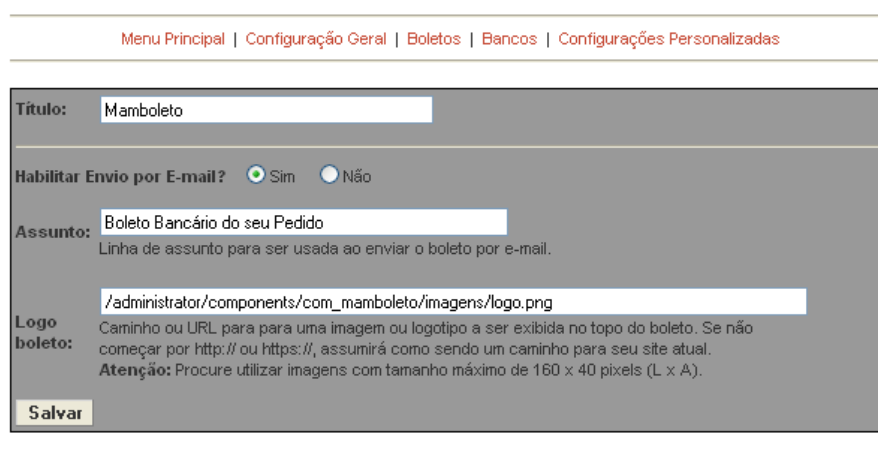 Menu Principal | Configuração Geral | Boletos | Bancos | Configurações Personalizadas
Título: Mamboleto
Habilitar Envio por E-mail? Sim Não
Assunto: Boleto Bancário do seu Pedido
Linha de assunto para ser usada ao enviar o boleto por e-mail.
Logo boleto: /administrator/components/com_mamboleto/imagens/logo.png
Caminho ou URL para para uma imagem ou logotipo a ser exibida no topo do boleto. Se não
começar por http:// ou https://, assumirá como sendo um caminho para seu site atual.
Atenção: Procure utilizar imagens com tamanho máximo de 160 x 40 pixels (L x A).
Salvar